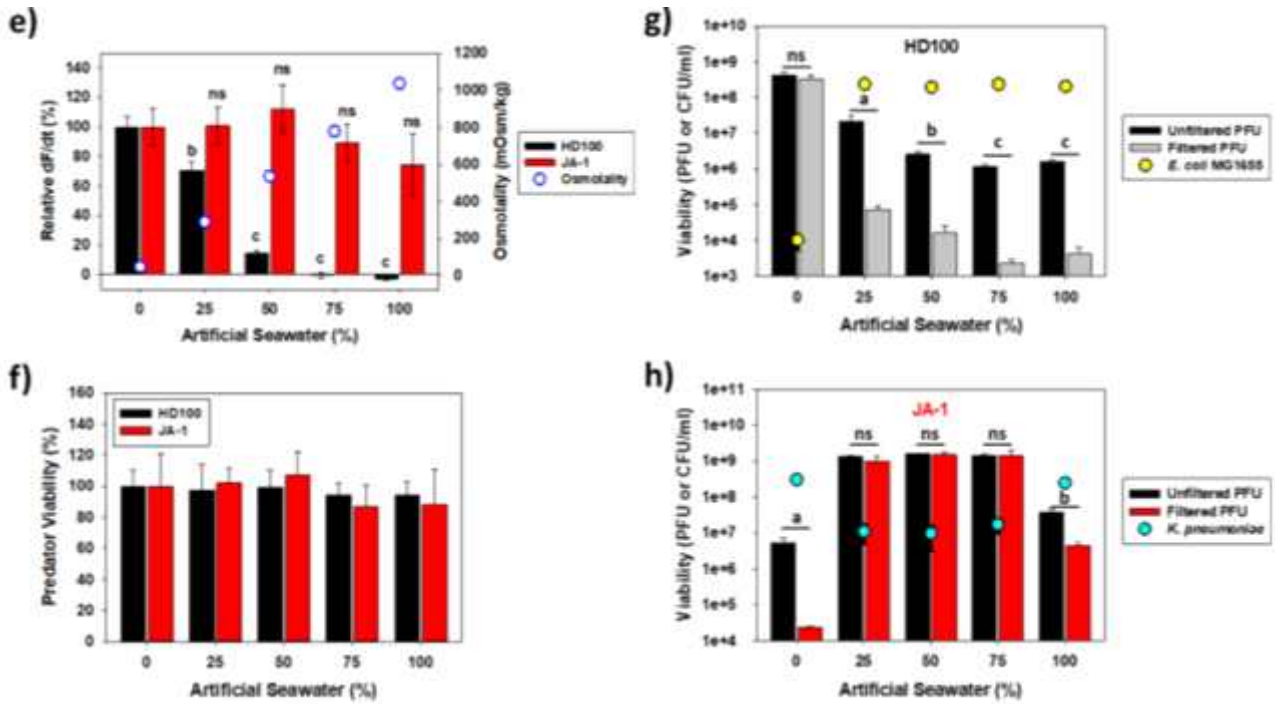 e)
Relative dF/dt (%)
140
120
100
80
60
40
20
0
b
ns
c
ns
c
ns
c
ns
1200
1000
800
600
400
200
0
Osmolality (mOsm/kg)
0 25 50 75 100
Artificial Seawater (%)
HD100
JA-1
Osmolality
g)
Viability (PFU or CFU/ml)
1e+10
1e+9
1e+8
1e+7
1e+6
1e+5
1e+4
1e+3
HD100
ns
a
b
c
c
0 25 50 75 100
Artificial Seawater (%)
Unfiltered PFU
Filtered PFU
E. coli MG1655
f)
Predator Viability (%)
160
140
120
100
80
60
40
20
0
HD100
JA-1
0 25 50 75 100
Artificial Seawater (%)
h)
Viability (PFU or CFU/ml)
1e+11
1e+10
1e+9
1e+8
1e+7
1e+6
1e+5
1e+4
JA-1
a
ns
ns
ns
b
0 25 50 75 100
Artificial Seawater (%)
Unfiltered PFU
Filtered PFU
K. pneumoniae